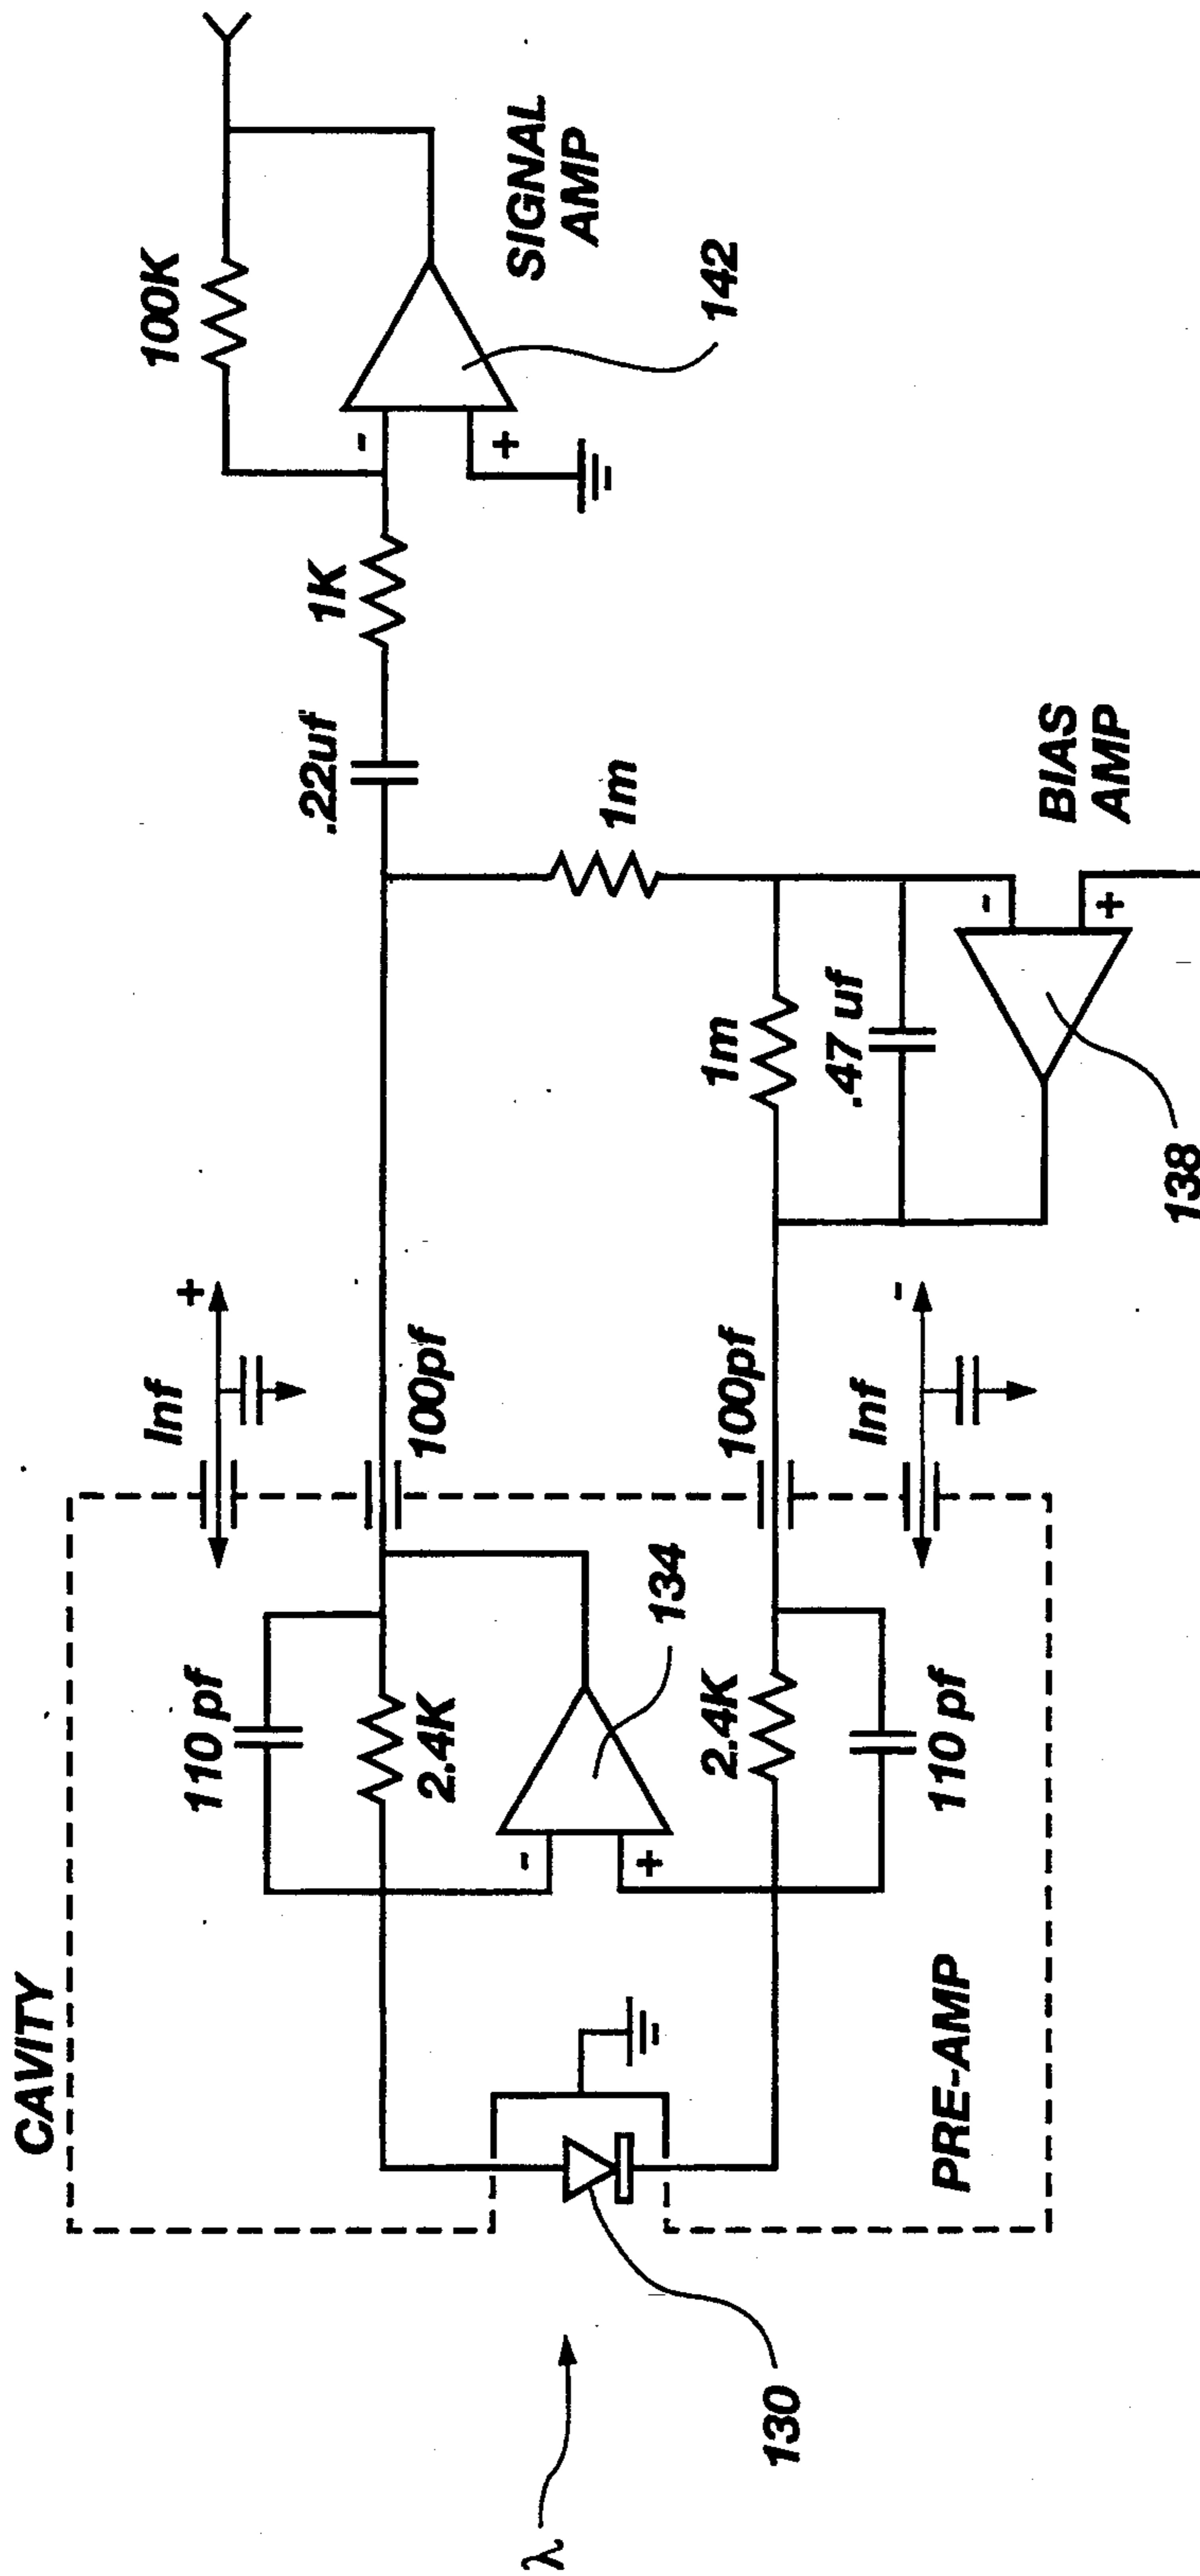 CAVITY
110 pf
2.4K
-
+
134
2.4K
110 pf
PRE-AMP
λ
130
Inf
+
100pf
100pf
Inf
-
.22uf
1K
1m
1m
.47 uf
-
+
BIAS
AMP
138
100K
-
+
SIGNAL
AMP
142